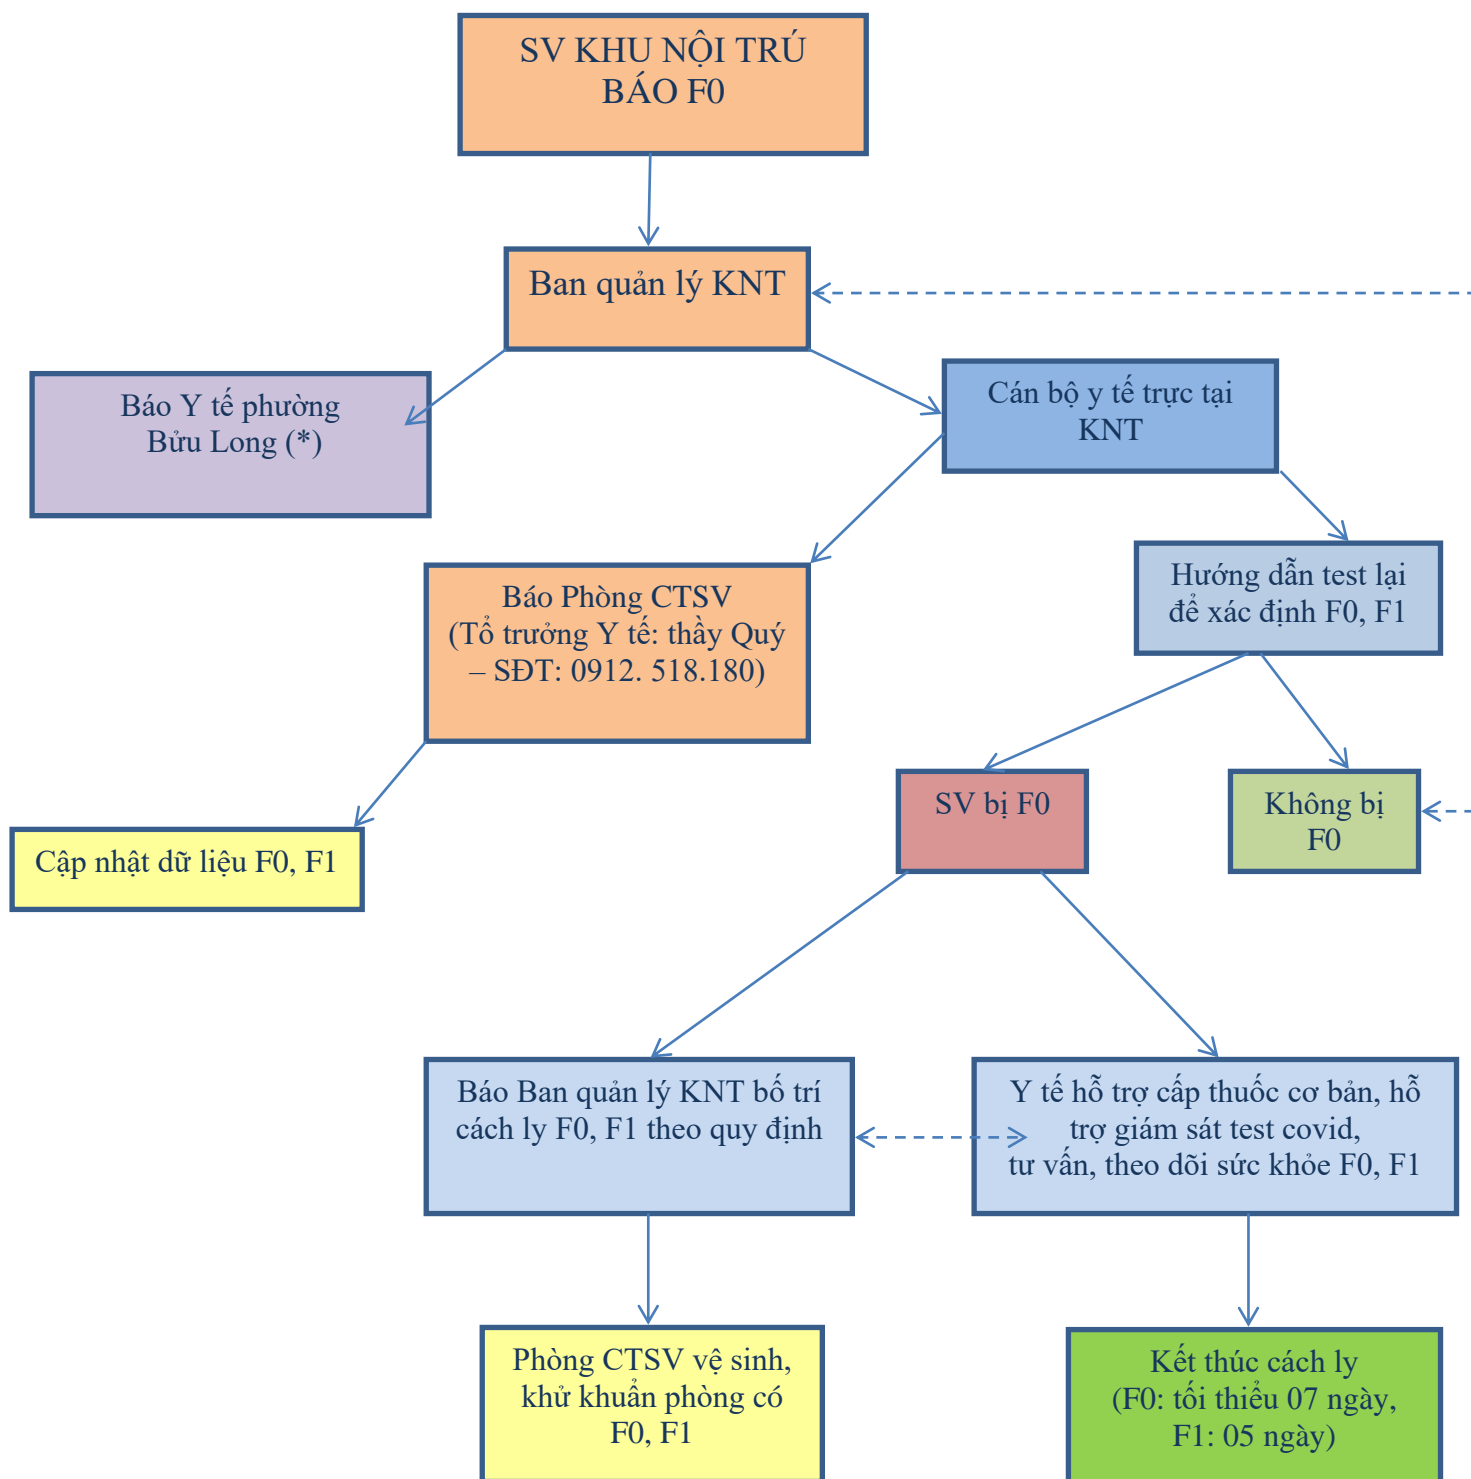 SV KHU NỘI TRÚ
BÁO F0
Ban quản lý KNT
Báo Y tế phường
Bửu Long (*)
Cán bộ y tế trực tại
KNT
Báo Phòng CTSV
(Tổ trưởng Y tế: thầy Quý
– SĐT: 0912. 518.180)
Hướng dẫn test lại
để xác định F0, F1
Cập nhật dữ liệu F0, F1
SV bị F0
Không bị
F0
Báo Ban quản lý KNT bố trí
cách ly F0, F1 theo quy định
Y tế hỗ trợ cấp thuốc cơ bản, hỗ
trợ giám sát test covid,
tư vấn, theo dõi sức khỏe F0, F1
Phòng CTSV vệ sinh,
khử khuẩn phòng có
F0, F1
Kết thúc cách ly
(F0: tối thiểu 07 ngày,
F1: 05 ngày)